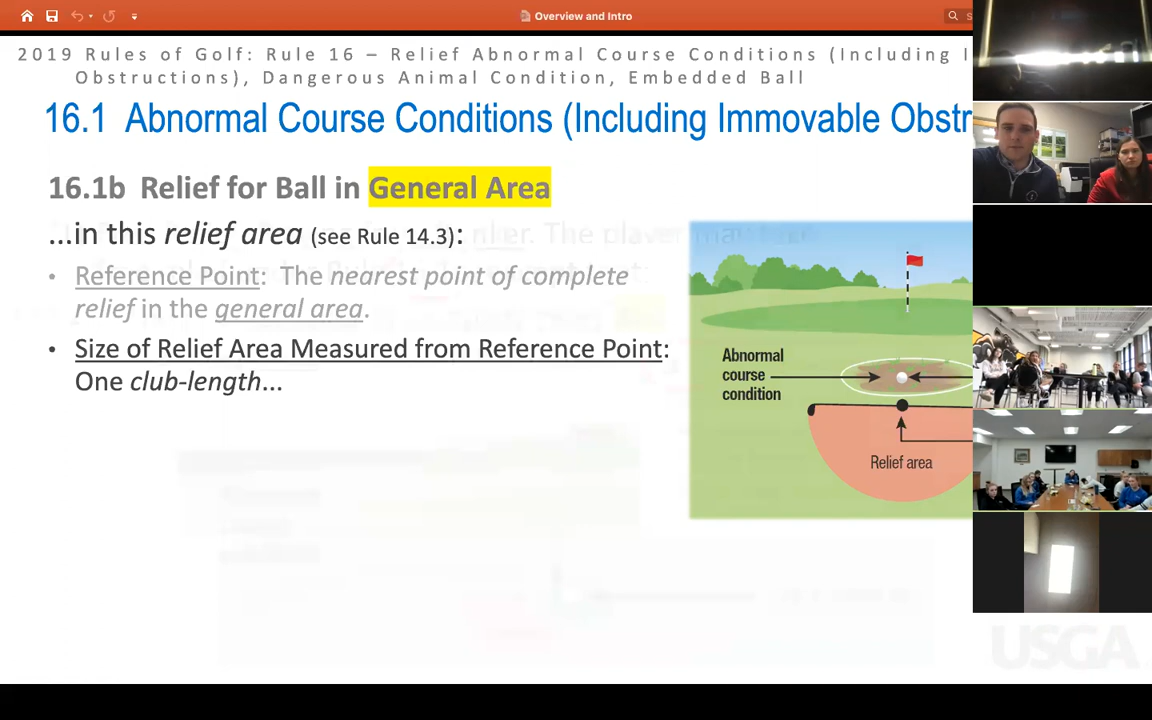 Overview and Intro
2019 Rules of Golf: Rule 16 – Relief Abnormal Course Conditions (Including I
Obstructions), Dangerous Animal Condition, Embedded Ball
16.1 Abnormal Course Conditions (Including Immovable Obstr
16.1b Relief for Ball in General Area
...in this relief area (see Rule 14.3):
• Reference Point: The nearest point of complete
relief in the general area.
• Size of Relief Area Measured from Reference Point:
One club-length...
Abnormal
course
condition
Relief area
USGA